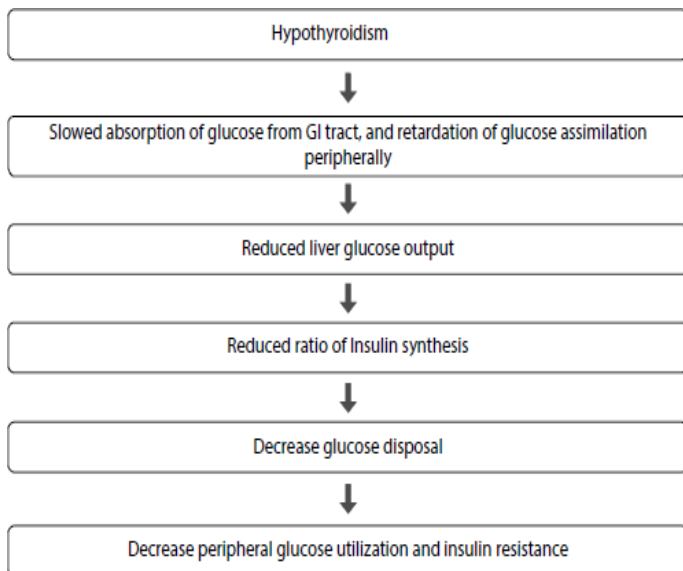 Hypothyroidism
Slowed absorption of glucose from GI tract, and retardation of glucose assimilation
peripherally
Reduced liver glucose output
Reduced ratio of Insulin synthesis
Decrease glucose disposal
Decrease peripheral glucose utilization and insulin resistance